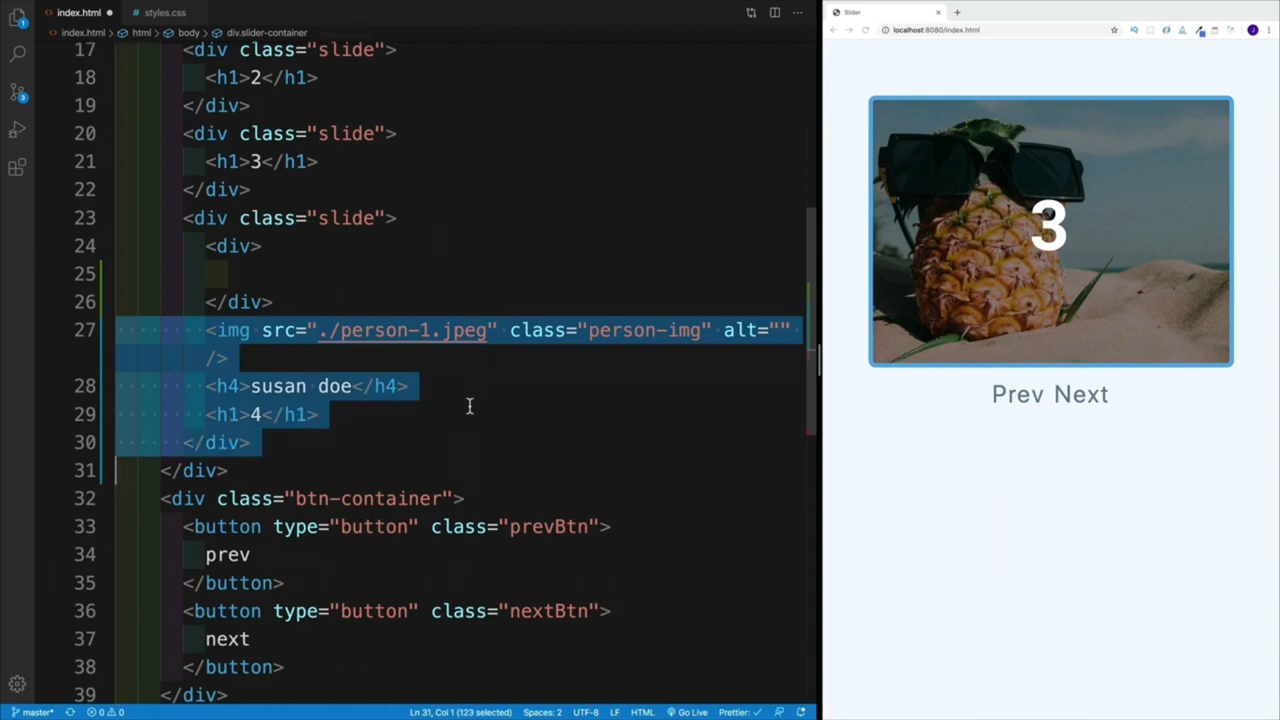 index.html
styles.css
index.html > html > body > div.slider-container
17 <div class="slide">
18 <h1>2</h1>
19 </div>
20 <div class="slide">
21 <h1>3</h1>
22 </div>
23 <div class="slide">
24 <div>
25
26 </div>
27 <img src="./person-1.jpeg" class="person-img" alt=""
/>
28 <h4>susan doe</h4>
29 <h1>4</h1>
30 </div>
31 </div>
32 <div class="btn-container">
33 <button type="button" class="prevBtn">
34 prev
35 </button>
36 <button type="button" class="nextBtn">
37 next
38 </button>
39 </div>
1
3
master*
0 0
Ln 31, Col 1 (123 selected)
Spaces: 2
UTF-8
LF
HTML
Go Live
Prettier: ✓
Slider
localhost:8080/index.html
J
3
Prev Next